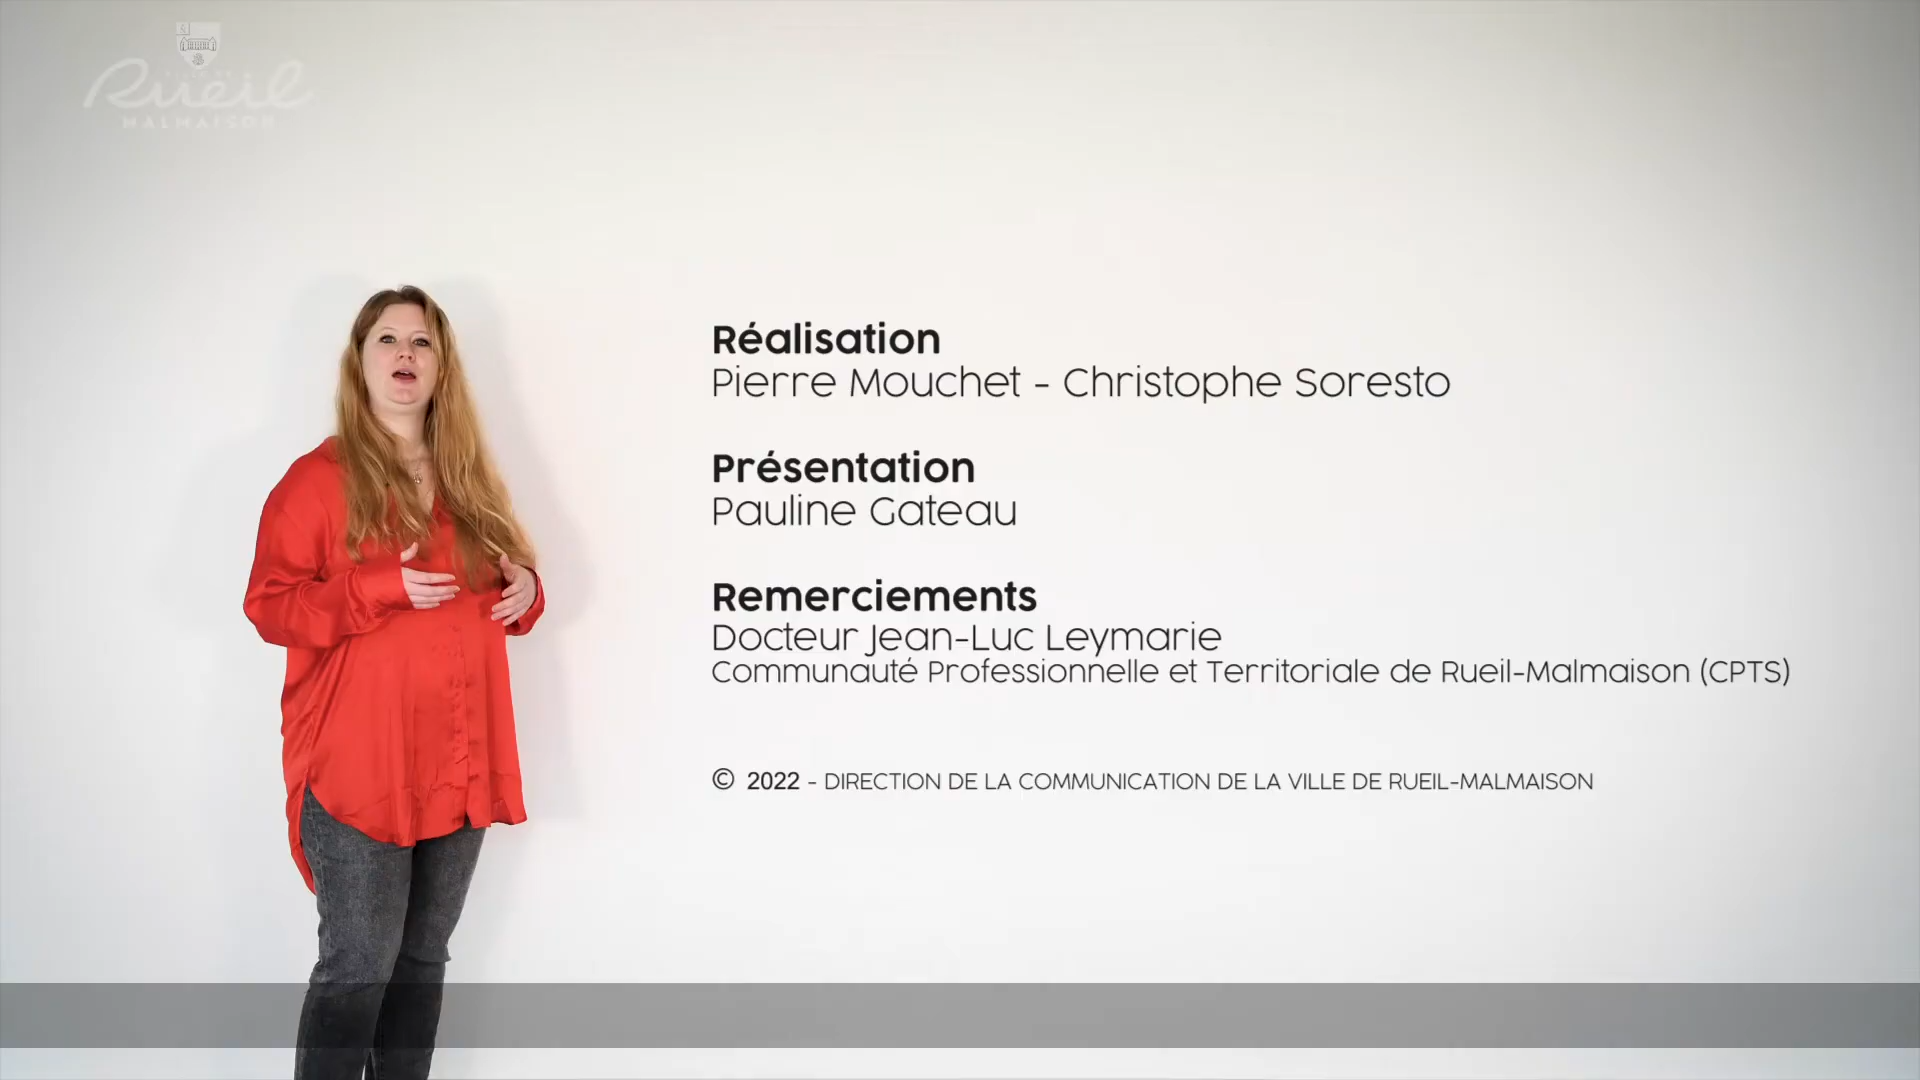 Rueil
MALMAISON
Réalisation
Pierre Mouchet - Christophe Soresto
Présentation
Pauline Gateau
Remerciements
Docteur Jean-Luc Leymarie
Communauté Professionnelle et Territoriale de Rueil-Malmaison (CPTS)
© 2022 - DIRECTION DE LA COMMUNICATION DE LA VILLE DE RUEIL-MALMAISON